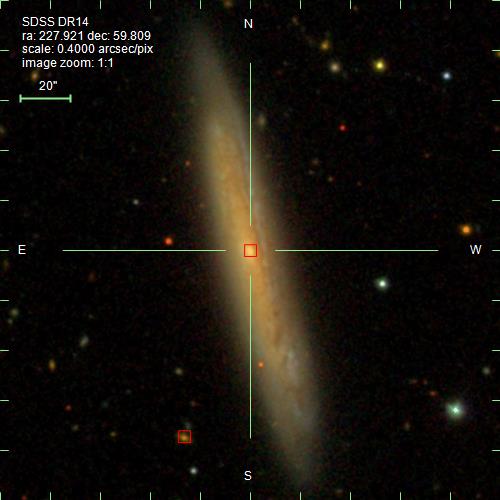 SDSS DR14
ra: 227.921 dec: 59.809
scale: 0.4000 arcsec/pix
image zoom: 1:1
20"
N
E
W
S